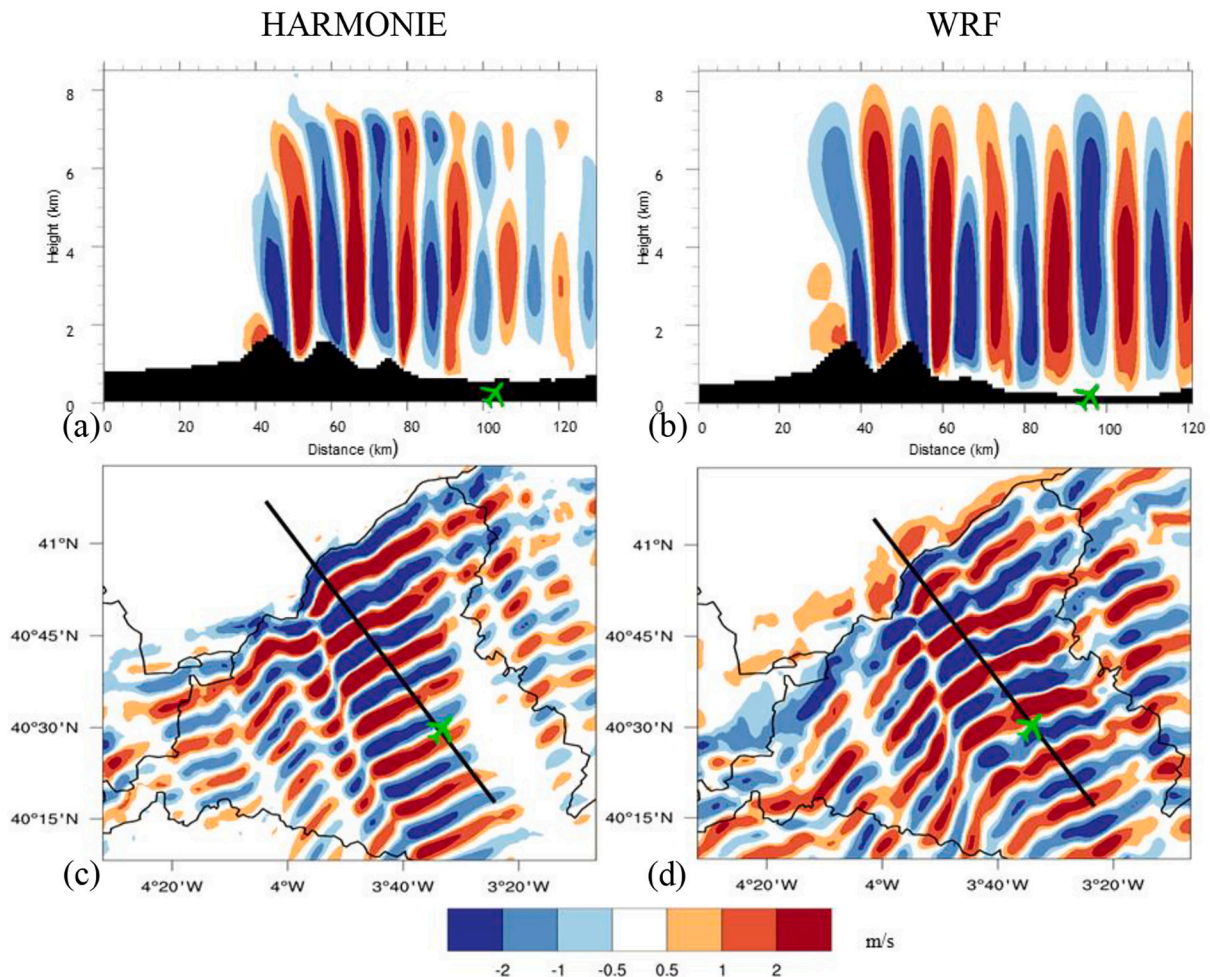 HARMONIE
WRF
8
6
4
2
0
Height (km)
0 20 40 60 80 100 120
Distance (km)
(a)
8
6
4
2
0
Height (km)
0 20 40 60 80 100 120
Distance (km)
(b)
41°N
40°45'N
40°30'N
40°15'N
4°20'W 4°W 3°40'W 3°20'W
(c)
41°N
40°45'N
40°30'N
40°15'N
4°20'W 4°W 3°40'W 3°20'W
(d)
-2 -1 -0.5 0.5 1 2
m/s